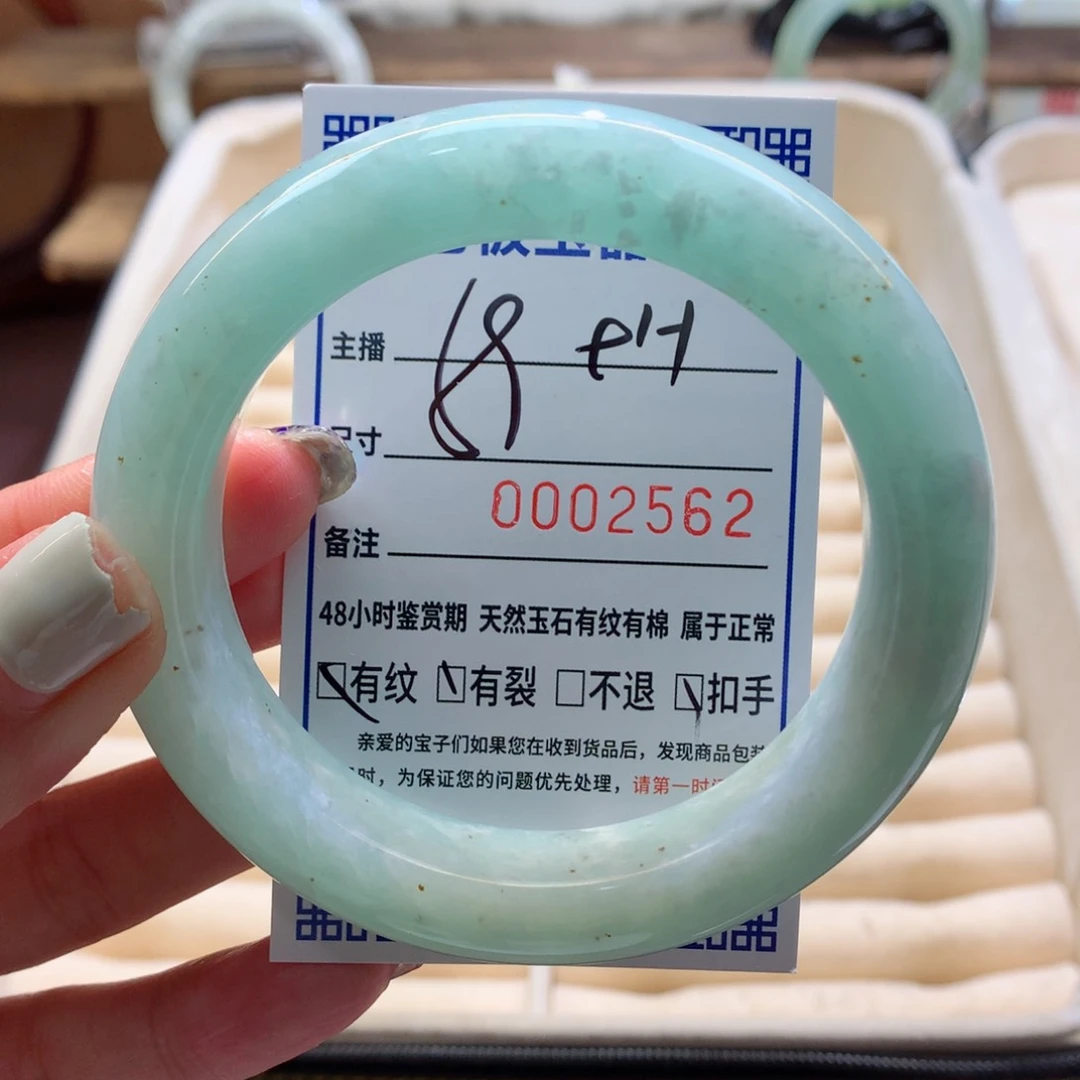 主播
尺寸
0002562
备注
48小时鉴赏期 天然玉石有纹有棉 属于正常
有纹 有裂 不退 扣手
亲爱的宝子们如果您在收到货品后，发现商品包装
时，为保证您的问题优先处理，请第一时